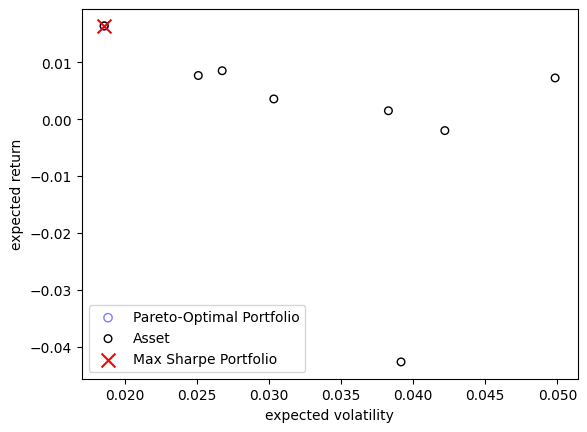 0.01
0.00
−0.01
−0.02
−0.03
−0.04
expected return
Pareto-Optimal Portfolio
Asset
Max Sharpe Portfolio
0.020 0.025 0.030 0.035 0.040 0.045 0.050
expected volatility